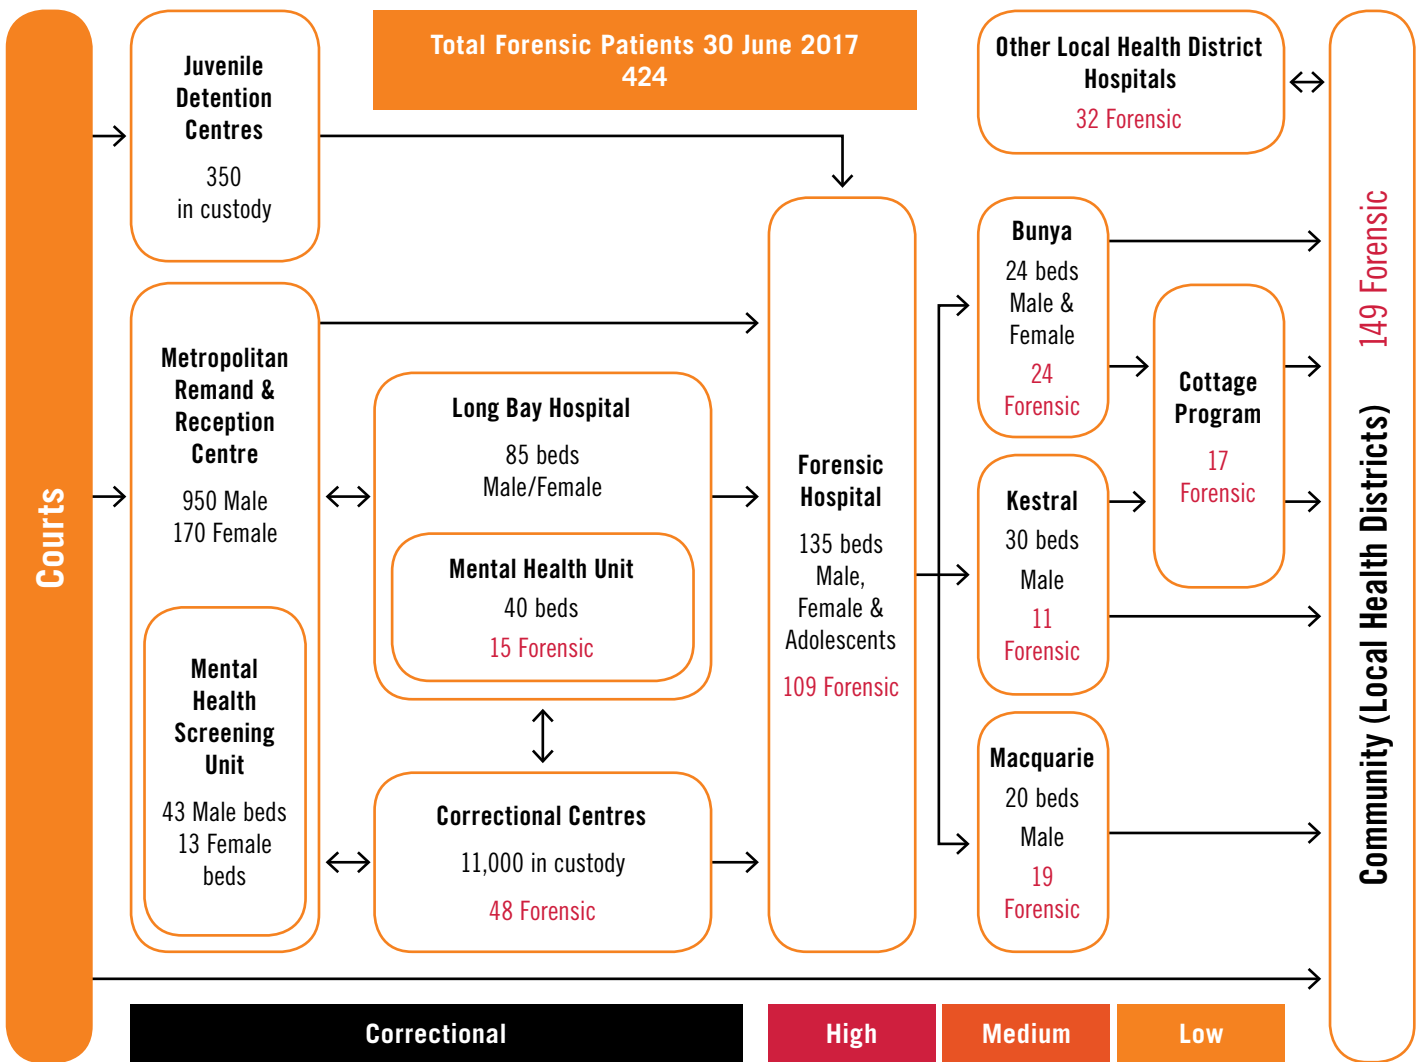 Courts
Juvenile
Detention
Centres
350
in custody
Total Forensic Patients 30 June 2017
424
Other Local Health District
Hospitals
32 Forensic
Metropolitan
Remand &
Reception
Centre
950 Male
170 Female
Mental
Health
Screening
Unit
43 Male beds
13 Female
beds
Long Bay Hospital
85 beds
Male/Female
Mental Health Unit
40 beds
15 Forensic
Correctional Centres
11,000 in custody
48 Forensic
Forensic
Hospital
135 beds
Male,
Female &
Adolescents
109 Forensic
Bunya
24 beds
Male &
Female
24
Forensic
Kestral
30 beds
Male
11
Forensic
Macquarie
20 beds
Male
19
Forensic
Cottage
Program
17
Forensic
Community (Local Health Districts) 149 Forensic
Correctional
High
Medium
Low